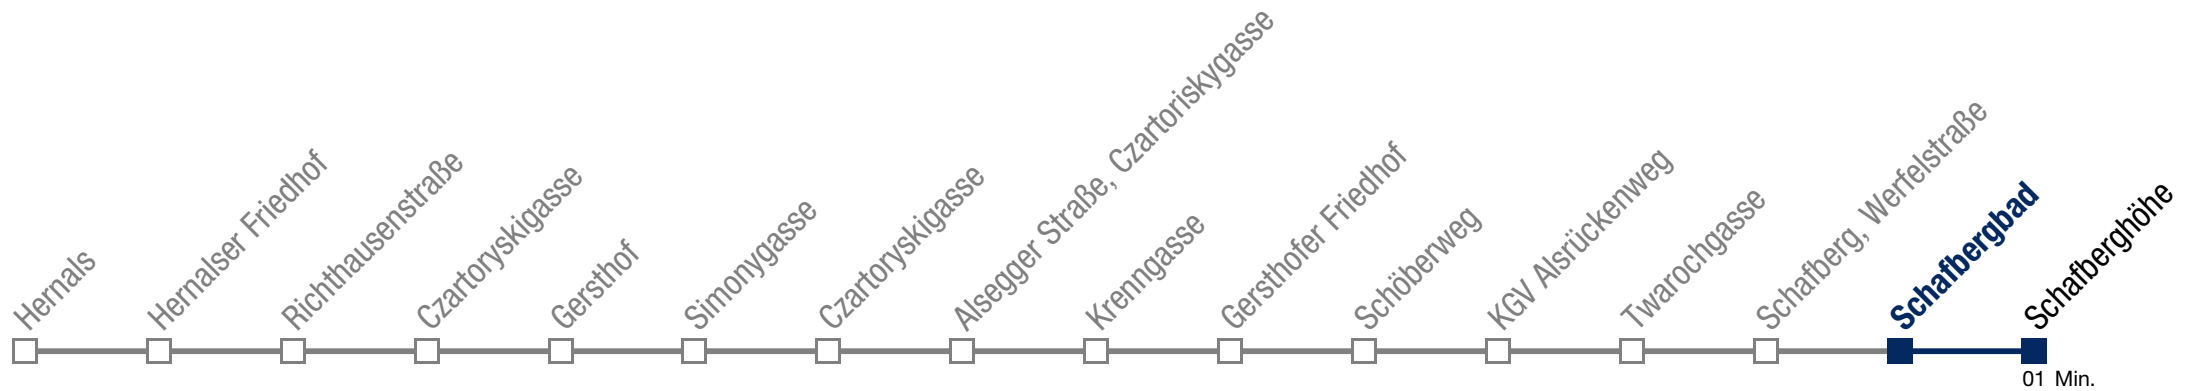 Hernals
Hernalser Friedhof
Richthausenstraße
Czartoryskigasse
Gersthof
Simonygasse
Czartoryskigasse
Alsegger Straße, Czartoriskygasse
Krenngasse
Gersthofer Friedhof
Schöberweg
KGV Alsrückenweg
Twarochgasse
Schafberg, Werfelstraße
Schafbergbad
Schafberghöhe
01 Min.